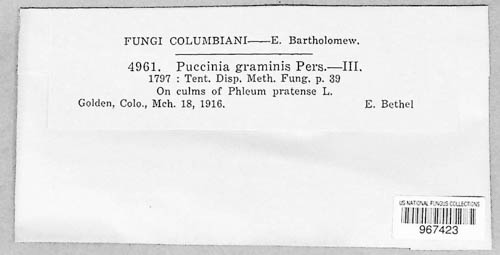 FUNGI COLUMBIANI—E. Bartholomew.
4961. Puccinia graminis Pers.—III.
1797 : Tent. Disp. Meth. Fung. p. 39
On culms of Phleum pratense L.
Golden, Colo., Mch. 18, 1916. E. Bethel
US NATIONAL FUNGUS COLLECTIONS
967423